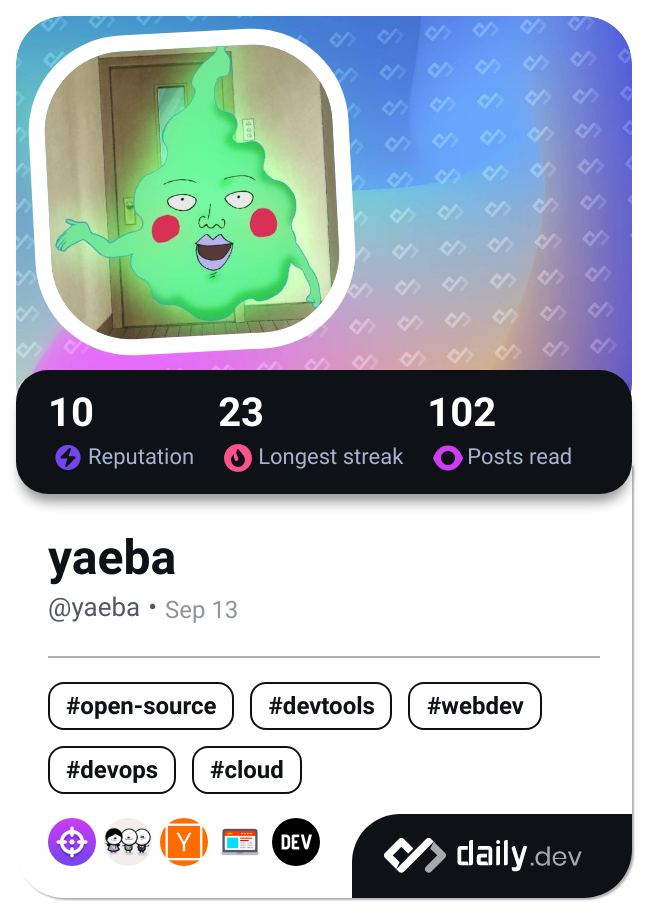 10 23 102
Reputation Longest streak Posts read
yaeba
@yaeba • Sep 13
#open-source #devtools #webdev
#devops #cloud
Y DEV daily.dev